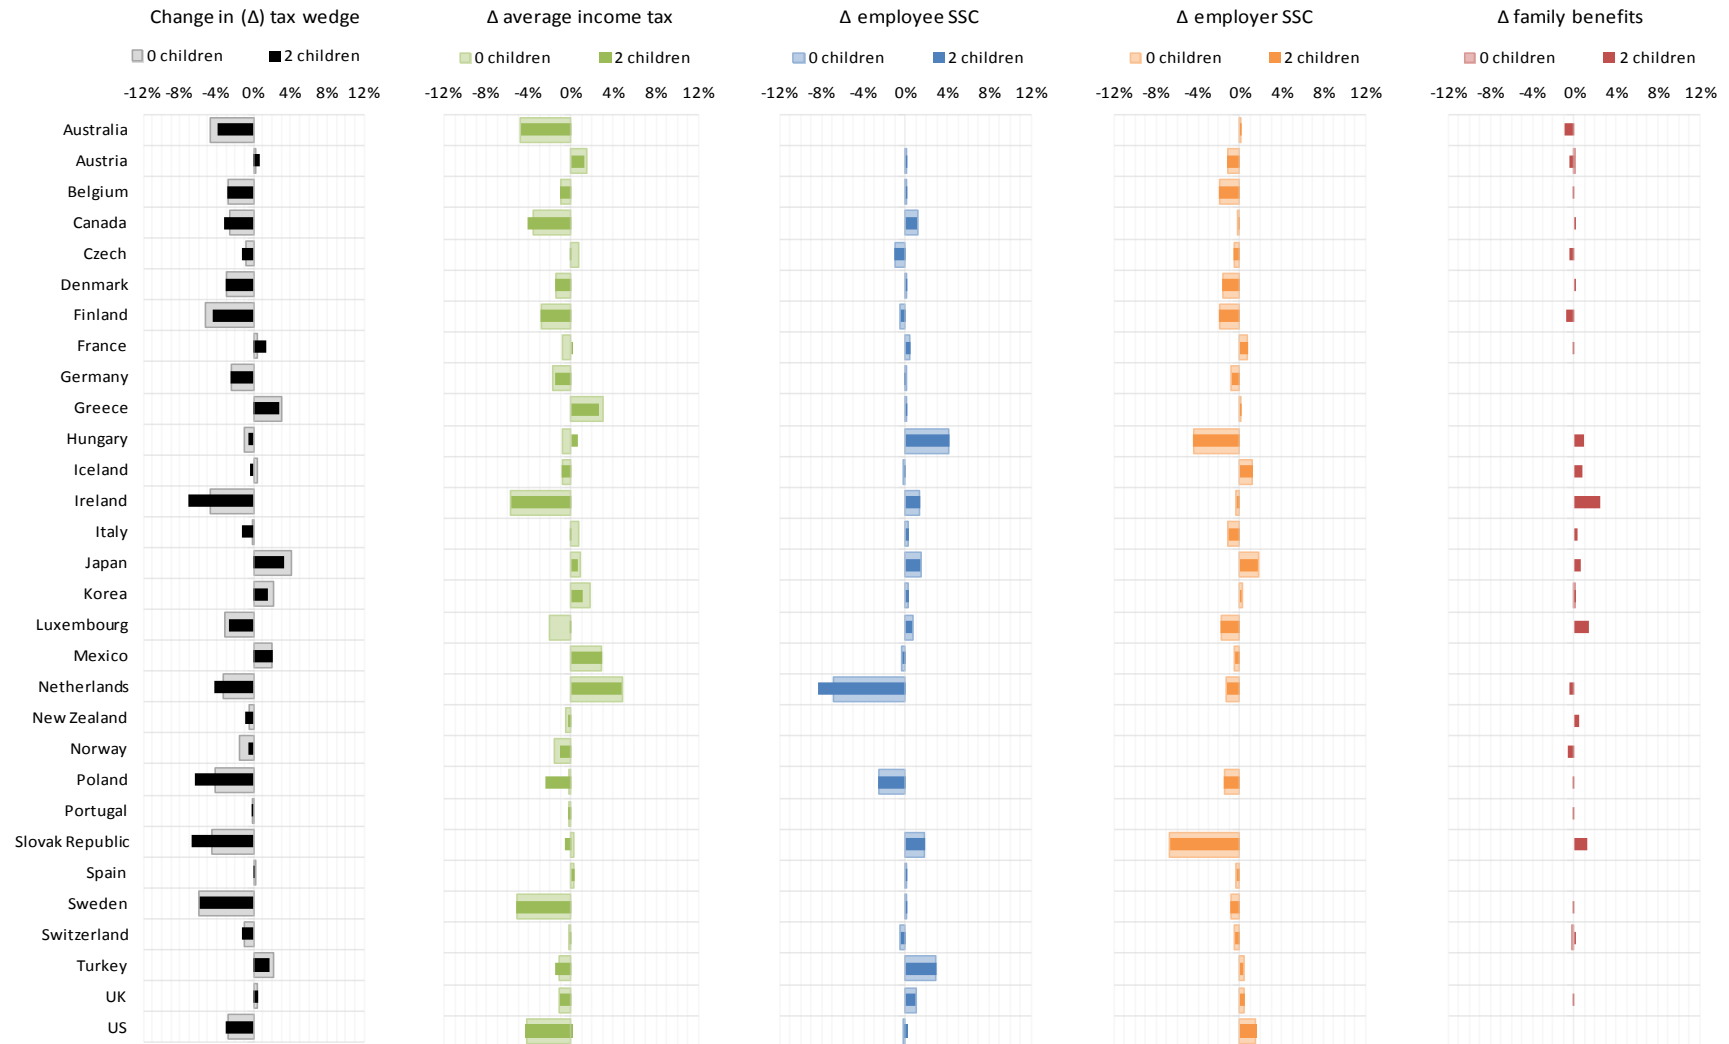 Change in (Δ) tax wedge
Δ average income tax
Δ employee SSC
Δ employer SSC
Δ family benefits
0 children 2 children
0 children 2 children
0 children 2 children
0 children 2 children
0 children 2 children
-12% -8% -4% 0% 4% 8% 12%
-12% -8% -4% 0% 4% 8% 12%
-12% -8% -4% 0% 4% 8% 12%
-12% -8% -4% 0% 4% 8% 12%
-12% -8% -4% 0% 4% 8% 12%
Australia
Austria
Belgium
Canada
Czech
Denmark
Finland
France
Germany
Greece
Hungary
Iceland
Ireland
Italy
Japan
Korea
Luxembourg
Mexico
Netherlands
New Zealand
Norway
Poland
Portugal
Slovak Republic
Spain
Sweden
Switzerland
Turkey
UK
US